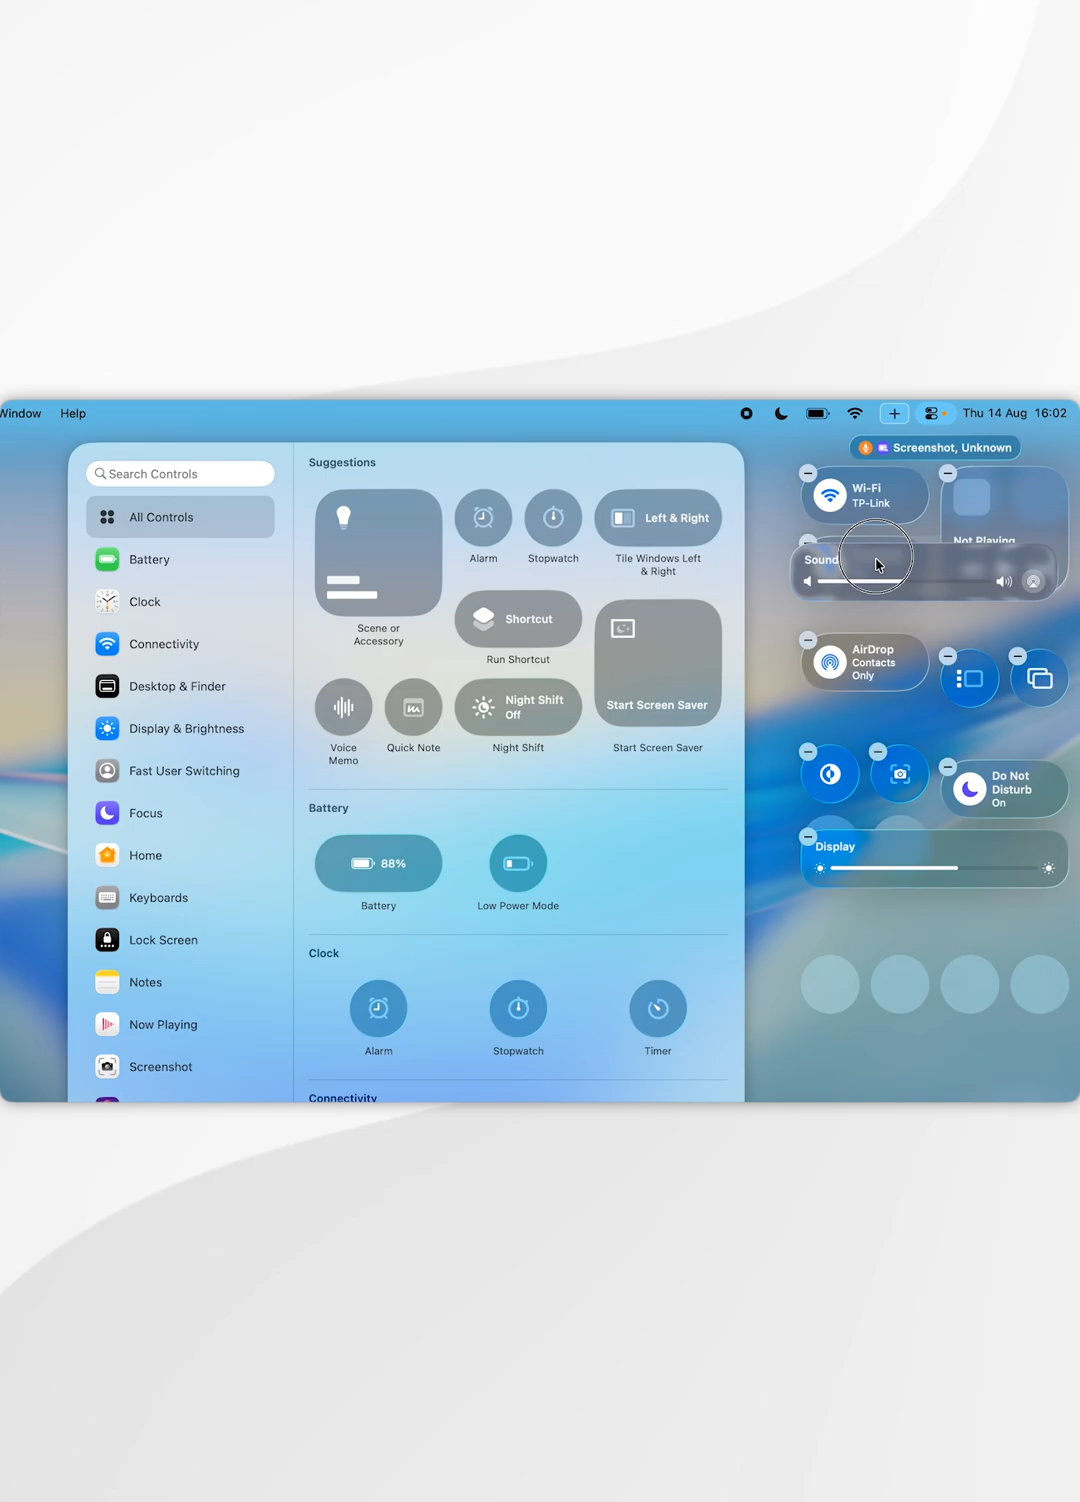 Window Help
Thu 14 Aug 16:02
Search Controls
All Controls
Battery
Clock
Connectivity
Desktop & Finder
Display & Brightness
Fast User Switching
Focus
Home
Keyboards
Lock Screen
Notes
Now Playing
Screenshot
Suggestions
Scene or
Accessory
Alarm
Stopwatch
Left & Right
Tile Windows Left
& Right
Shortcut
Run Shortcut
Start Screen Saver
Start Screen Saver
Voice
Memo
Quick Note
Night Shift
Off
Night Shift
Battery
88%
Battery
Low Power Mode
Clock
Alarm
Stopwatch
Timer
Connectivity
Screenshot, Unknown
Wi-Fi
TP-Link
Not Playing
Sound
AirDrop
Contacts
Only
Do Not
Disturb
On
Display